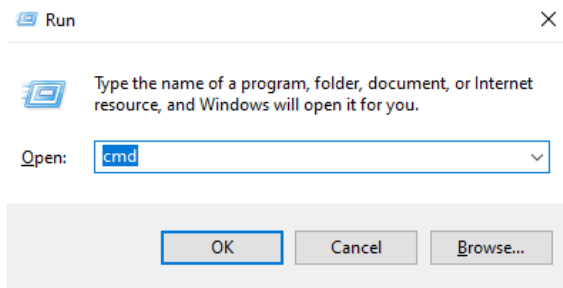 Run
Type the name of a program, folder, document, or Internet
resource, and Windows will open it for you.
Open: cmd
OK Cancel Browse...